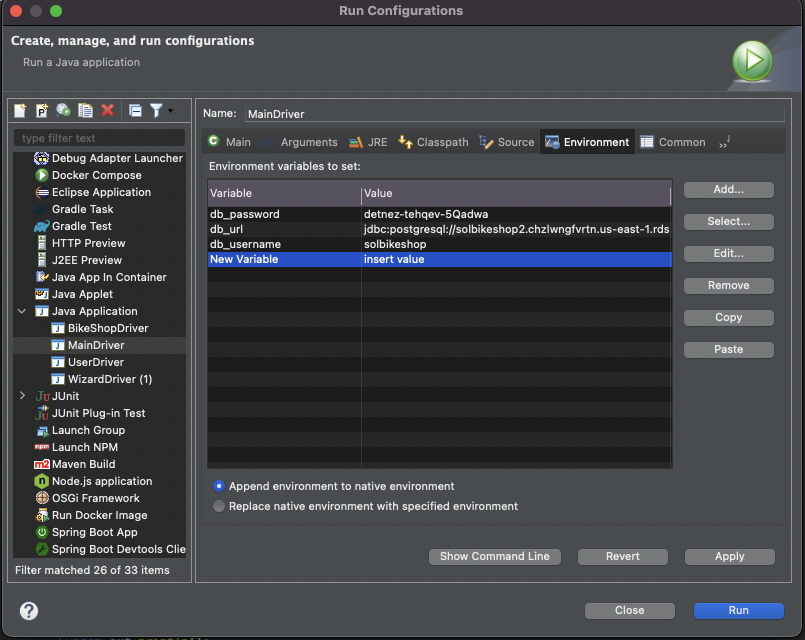 Run Configurations
Create, manage, and run configurations
Run a Java application
type filter text
Debug Adapter Launcher
Docker Compose
Eclipse Application
Gradle Task
Gradle Test
HTTP Preview
J2EE Preview
Java App In Container
Java Applet
Java Application
BikeShopDriver
MainDriver
UserDriver
WizardDriver (1)
JUnit
JUnit Plug-in Test
Launch Group
Launch NPM
Maven Build
Node.js application
OSGi Framework
Run Docker Image
Spring Boot App
Spring Boot Devtools Clie
Filter matched 26 of 33 items
Name: MainDriver
Main Arguments JRE Classpath Source Environment Common
Environment variables to set:
Variable Value
db_password detnez-tehqev-5Qadwa
db_url jdbc:postgresql://solbikeshop2.chzlwngfvrtn.us-east-1.rds
db_username solbikeshop
New Variable insert value
Add...
Select...
Edit...
Remove
Copy
Paste
Append environment to native environment
Replace native environment with specified environment
Show Command Line Revert Apply
? Close Run